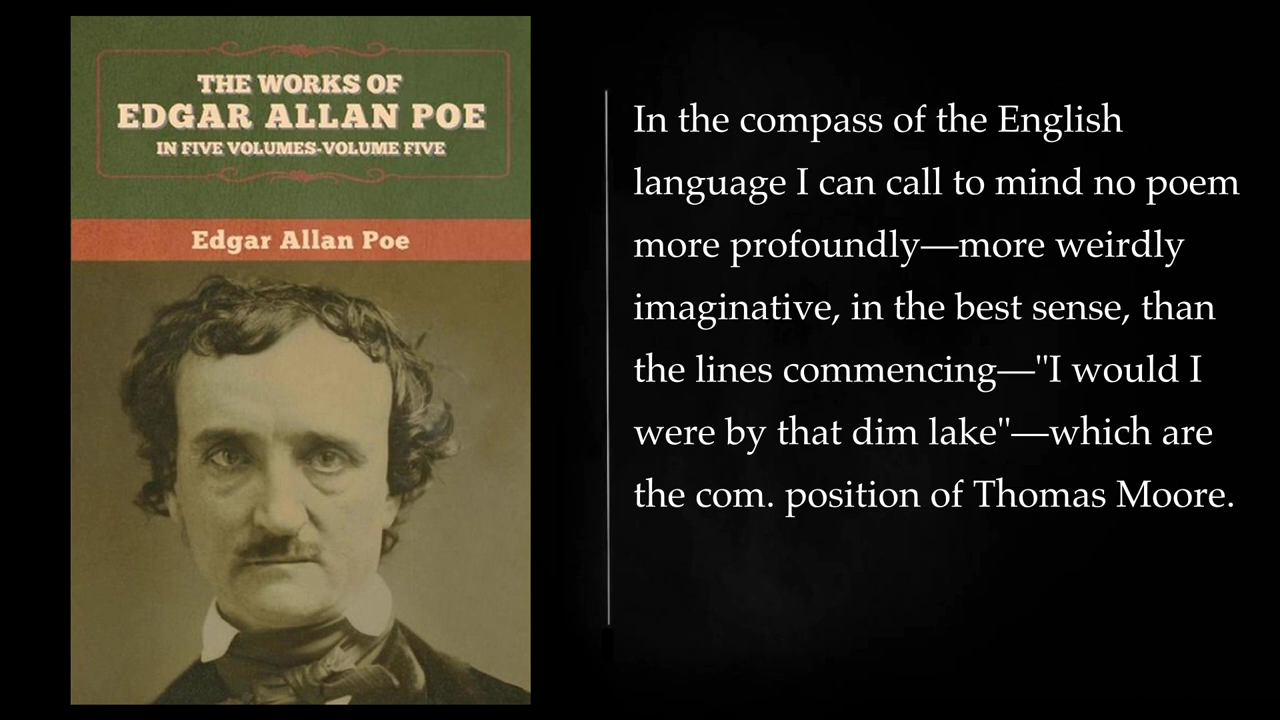 THE WORKS OF
EDGAR ALLAN POE
IN FIVE VOLUMES-VOLUME FIVE
Edgar Allan Poe
In the compass of the English
language I can call to mind no poem
more profoundly—more weirdly
imaginative, in the best sense, than
the lines commencing—"I would I
were by that dim lake"—which are
the com. position of Thomas Moore.